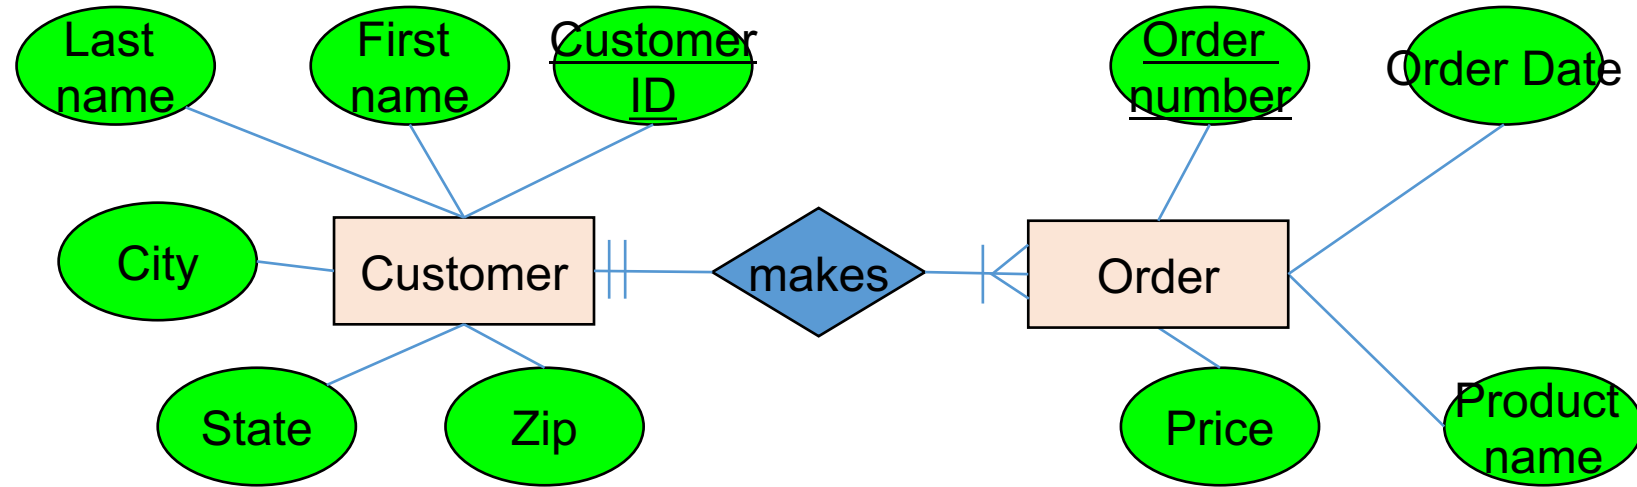 Last
name
First
name
Customer
ID
Order
number
Order Date
City
Customer
makes
Order
State
Zip
Price
Product
name